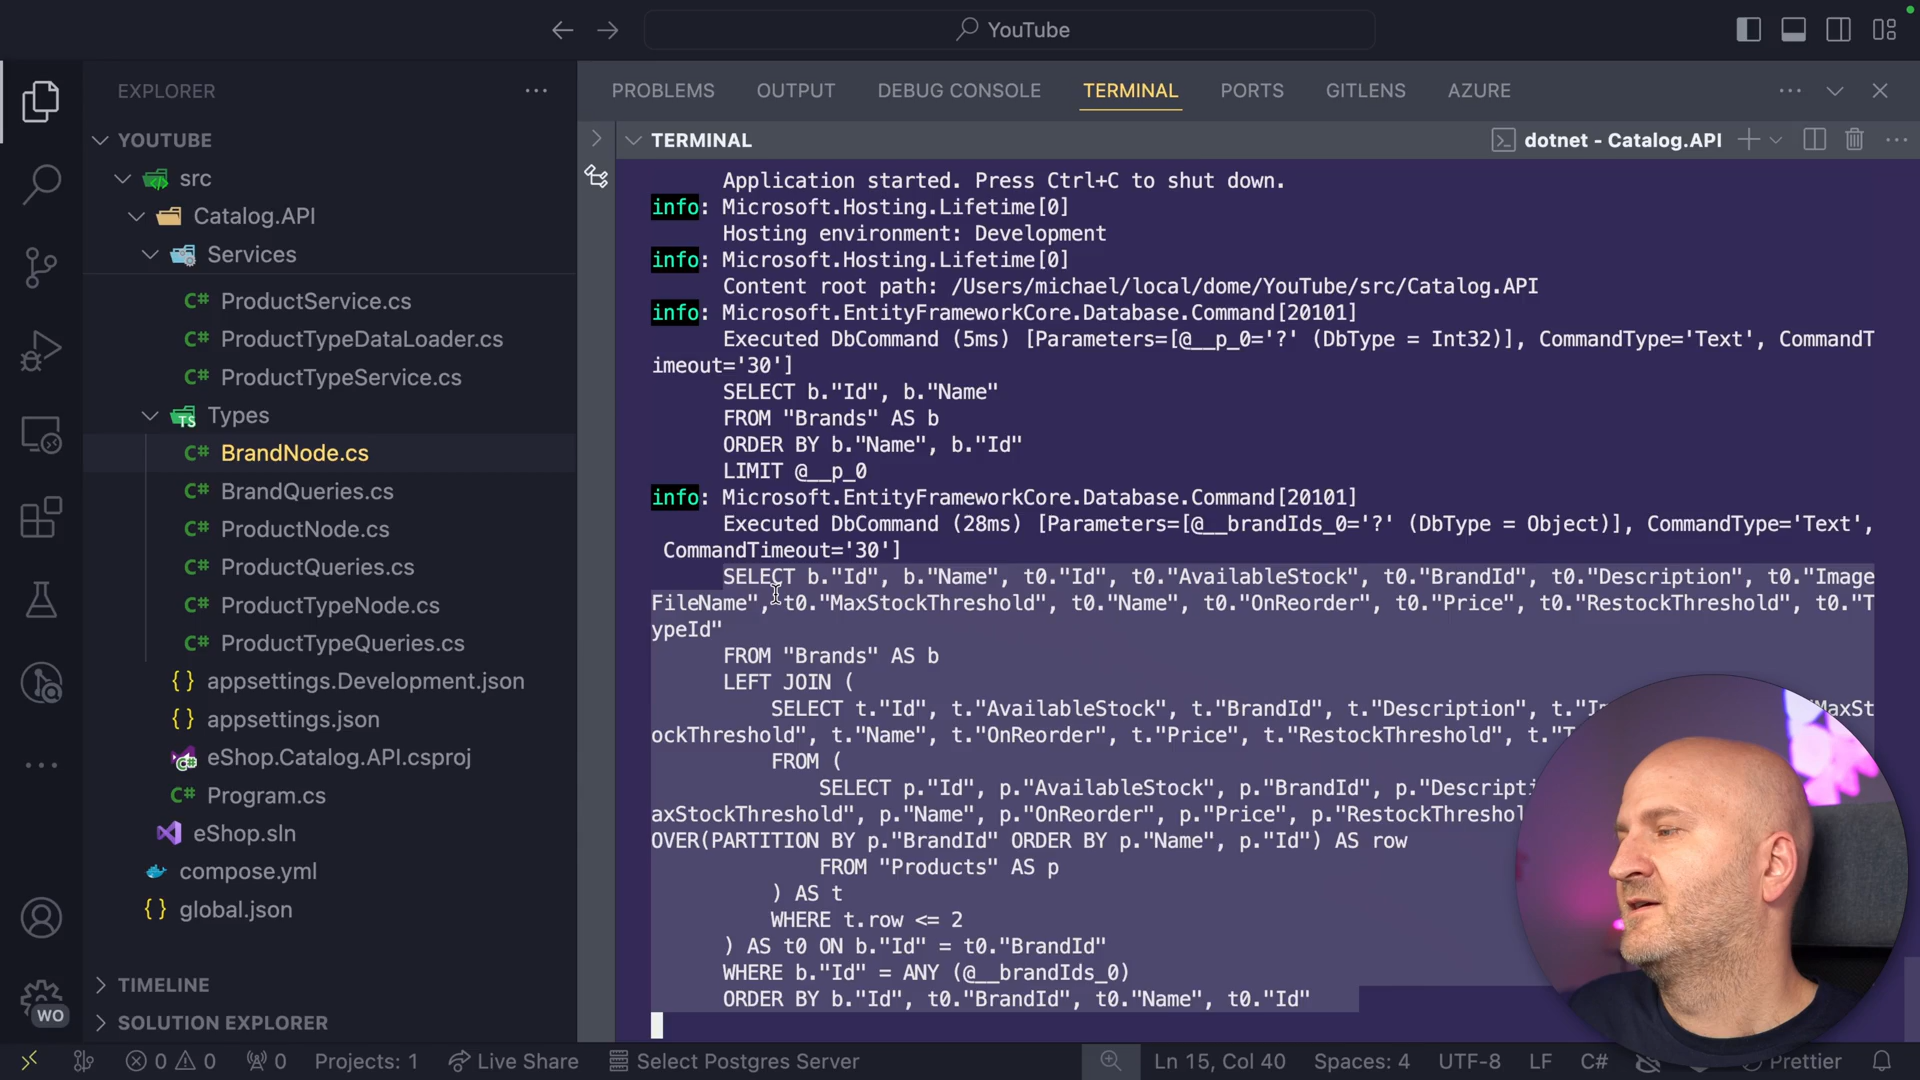 YouTube
EXPLORER
YOUTUBE
src
Catalog.API
Services
C# ProductService.cs
C# ProductTypeDataLoader.cs
C# ProductTypeService.cs
TS Types
C# BrandNode.cs
C# BrandQueries.cs
C# ProductNode.cs
C# ProductQueries.cs
C# ProductTypeNode.cs
C# ProductTypeQueries.cs
{} appsettings.Development.json
{} appsettings.json
eShop.Catalog.API.csproj
C# Program.cs
eShop.sln
compose.yml
{} global.json
TIMELINE
SOLUTION EXPLORER
WO
PROBLEMS OUTPUT DEBUG CONSOLE TERMINAL PORTS GITLENS AZURE
TERMINAL
dotnet - Catalog.API
Application started. Press Ctrl+C to shut down.
info: Microsoft.Hosting.Lifetime[0]
Hosting environment: Development
info: Microsoft.Hosting.Lifetime[0]
Content root path: /Users/michael/local/dome/YouTube/src/Catalog.API
info: Microsoft.EntityFrameworkCore.Database.Command[20101]
Executed DbCommand (5ms) [Parameters=[@__p_0='?' (DbType = Int32)], CommandType='Text', CommandT
imeout='30']
SELECT b."Id", b."Name"
FROM "Brands" AS b
ORDER BY b."Name", b."Id"
LIMIT @__p_0
info: Microsoft.EntityFrameworkCore.Database.Command[20101]
Executed DbCommand (28ms) [Parameters=[@__brandIds_0='?' (DbType = Object)], CommandType='Text',
CommandTimeout='30']
SELECT b."Id", b."Name", t0."Id", t0."AvailableStock", t0."BrandId", t0."Description", t0."Image
FileName", t0."MaxStockThreshold", t0."Name", t0."OnReorder", t0."Price", t0."RestockThreshold", t0."T
ypeId"
FROM "Brands" AS b
LEFT JOIN (
SELECT t."Id", t."AvailableStock", t."BrandId", t."Description", MaxSt
ockThreshold", t."Name", t."OnReorder", t."Price", t."RestockThreshold",
FROM (
SELECT p."Id", p."AvailableStock", p."BrandId",
axStockThreshold", p."Name", p."OnReorder", p."Price",
OVER(PARTITION BY p."BrandId" ORDER BY p."Name", p."Id") AS row
FROM "Products" AS p
) AS t
WHERE t.row <= 2
) AS t0 ON b."Id" = t0."BrandId"
WHERE b."Id" = ANY (@__brandIds_0)
ORDER BY b."Id", t0."BrandId", t0."Name", t0."Id"
0 0 0 Projects: 1 Live Share Select Postgres Server Ln 15, Col 40 Spaces: 4 UTF-8 LF C# Prettier